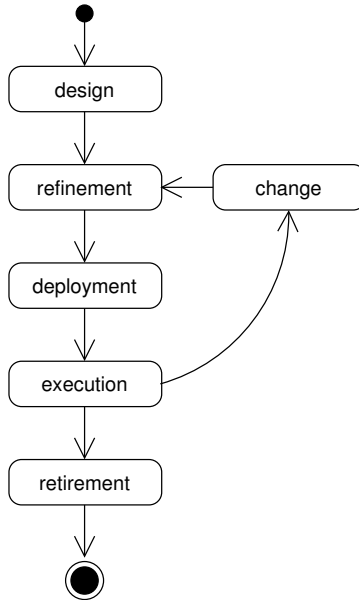 design
refinement
change
deployment
execution
retirement